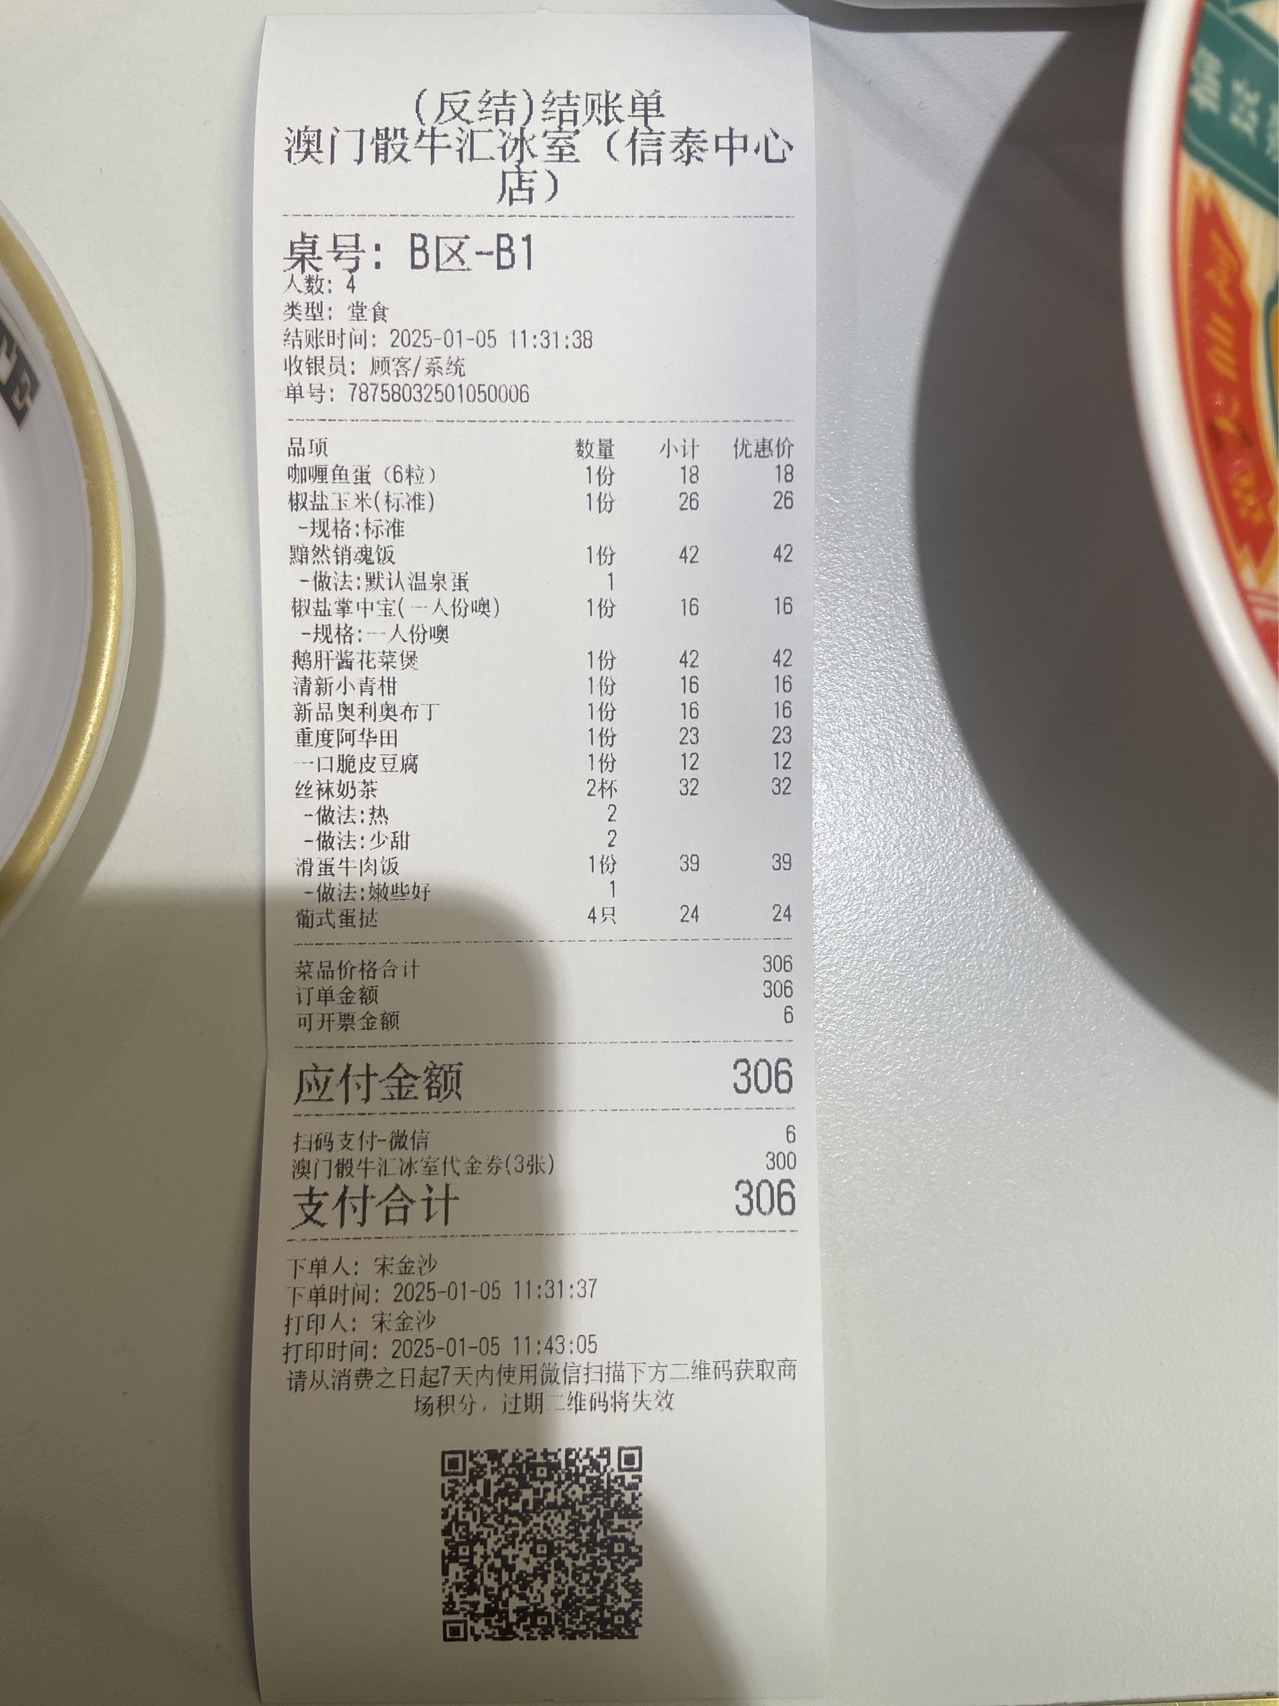 (反结)结账单
澳门骰牛汇冰室（信泰中心
店）
桌号: B区-B1
人数: 4
类型: 堂食
结账时间: 2025-01-05 11:31:38
收银员: 顾客/系统
单号: 78758032501050006
品项 数量 小计 优惠价
咖喱鱼蛋（6粒） 1份 18 18
椒盐玉米(标准) 1份 26 26
-规格:标准
黯然销魂饭 1份 42 42
-做法:默认温泉蛋 1
椒盐掌中宝(一人份噢) 1份 16 16
-规格:一人份噢
鹅肝酱花菜煲 1份 42 42
清新小青柑 1份 16 16
新品奥利奥布丁 1份 16 16
重度阿华田 1份 23 23
一口脆皮豆腐 1份 12 12
丝袜奶茶 2杯 32 32
-做法:热 2
-做法:少甜 2
滑蛋牛肉饭 1份 39 39
-做法:嫩些好 1
葡式蛋挞 4只 24 24
菜品价格合计 306
订单金额 306
可开票金额 6
应付金额 306
扫码支付-微信 6
澳门骰牛汇冰室代金券(3张) 300
支付合计 306
下单人: 宋金沙
下单时间: 2025-01-05 11:31:37
打印人: 宋金沙
打印时间: 2025-01-05 11:43:05
请从消费之日起7天内使用微信扫描下方二维码获取商
场积分，过期二维码将失效